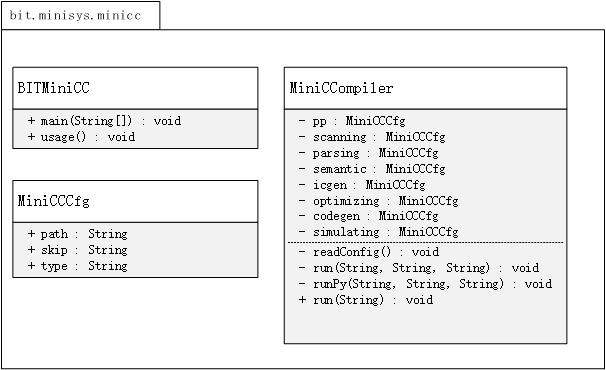 bit.minisys.minicc
BITMiniCC
+ main(String[]) : void
+ usage() : void
MiniCCCfg
+ path : String
+ skip : String
+ type : String
MiniCCompiler
- pp : MiniCCCfg
- scanning : MiniCCCfg
- parsing : MiniCCCfg
- semantic : MiniCCCfg
- icgen : MiniCCCfg
- optimizing : MiniCCCfg
- codegen : MiniCCCfg
- simulating : MiniCCCfg
- readConfig() : void
- run(String, String, String) : void
- runPy(String, String, String) : void
+ run(String) : void